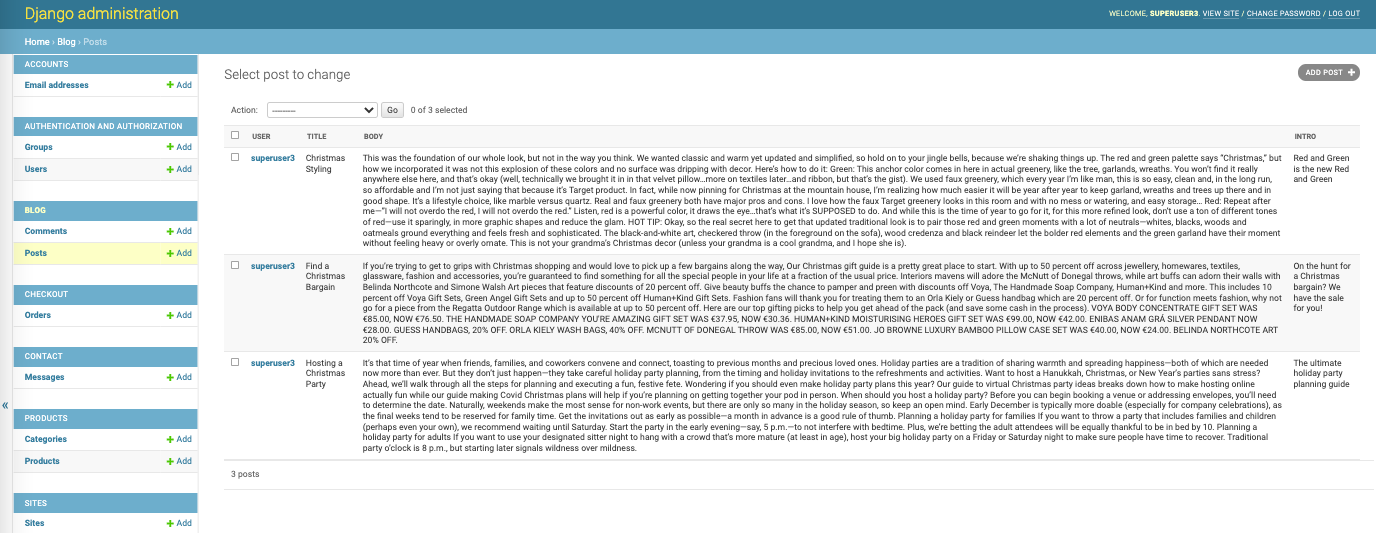 Django administration
WELCOME, SUPERUSER3. VIEW SITE / CHANGE PASSWORD / LOG OUT
Home › Blog › Posts
ACCOUNTS
Email addresses + Add
AUTHENTICATION AND AUTHORIZATION
Groups + Add
Users + Add
BLOG
Comments + Add
Posts + Add
CHECKOUT
Orders + Add
CONTACT
Messages + Add
PRODUCTS
Categories + Add
Products + Add
SITES
Sites + Add
«
Select post to change
ADD POST +
Action: --------- Go 0 of 3 selected
USER TITLE BODY INTRO
superuser3
Christmas
Styling
This was the foundation of our whole look, but not in the way you think. We wanted classic and warm yet updated and simplified, so hold on to your jingle bells, because we're shaking things up. The red and green palette says “Christmas,” but
how we incorporated it was not this explosion of these colors and no surface was dripping with decor. Here's how to do it: Green: This anchor color comes in here in actual greenery, like the tree, garlands, wreaths. You won't find it really
anywhere else here, and that's okay (well, technically we brought it in in that velvet pillow…more on textiles later…and ribbon, but that's the gist). We used faux greenery, which every year I'm like man, this is so easy, clean and, in the long run,
so affordable and I'm not just saying that because it's Target product. In fact, while now pinning for Christmas at the mountain house, I'm realizing how much easier it will be year after year to keep garland, wreaths and trees up there and in
good shape. It's a lifestyle choice, like marble versus quartz. Real and faux greenery both have major pros and cons. I love how the faux Target greenery looks in this room and with no mess or watering, and easy storage… Red: Repeat after
me—“I will not overdo the red, I will not overdo the red.” Listen, red is a powerful color, it draws the eye…that's what it's SUPPOSED to do. And while this is the time of year to go for it, for this more refined look, don't use a ton of different tones
of red—use it sparingly, in more graphic shapes and reduce the glam. HOT TIP: Okay, so the real secret here to get that updated traditional look is to pair those red and green moments with a lot of neutrals—whites, blacks, woods and
oatmeals ground everything and feels fresh and sophisticated. The black-and-white art, checkered throw (in the foreground on the sofa), wood credenza and black reindeer let the bolder red elements and the green garland have their moment
without feeling heavy or overly ornate. This is not your grandma's Christmas decor (unless your grandma is a cool grandma, and I hope she is).
Red and Green
is the new Red
and Green
superuser3
Find a
Christmas
Bargain
If you're trying to get to grips with Christmas shopping and would love to pick up a few bargains along the way, Our Christmas gift guide is a pretty great place to start. With up to 50 percent off across jewellery, homewares, textiles,
glassware, fashion and accessories, you're guaranteed to find something for all the special people in your life at a fraction of the usual price. Interiors mavens will adore the McNutt of Donegal throws, while art buffs can adorn their walls with
Belinda Northcote and Simone Walsh Art pieces that feature discounts of 20 percent off. Give beauty buffs the chance to pamper and preen with discounts off Voya, The Handmade Soap Company, Human+Kind and more. This includes 10
percent off Voya Gift Sets, Green Angel Gift Sets and up to 50 percent off Human+Kind Gift Sets. Fashion fans will thank you for treating them to an Orla Kiely or Guess handbag which are 20 percent off. Or for function meets fashion, why not
go for a piece from the Regatta Outdoor Range which is available at up to 50 percent off. Here are our top gifting picks to help you get ahead of the pack (and save some cash in the process). VOYA BODY CONCENTRATE GIFT SET WAS
€85.00, NOW €76.50. THE HANDMADE SOAP COMPANY YOU'RE AMAZING GIFT SET WAS €37.95, NOW €30.36. HUMAN+KIND MOISTURISING HEROES GIFT SET WAS €99.00, NOW €42.00. ENIBAS ANAM GRÁ SILVER PENDANT NOW
€28.00. GUESS HANDBAGS, 20% OFF. ORLA KIELY WASH BAGS, 40% OFF. MCNUTT OF DONEGAL THROW WAS €85.00, NOW €51.00. JO BROWNE LUXURY BAMBOO PILLOW CASE SET WAS €40.00, NOW €24.00. BELINDA NORTHCOTE ART
20% OFF.
On the hunt for
a Christmas
bargain? We
have the sale
for you!
superuser3
Hosting a
Christmas
Party
It's that time of year when friends, families, and coworkers convene and connect, toasting to previous months and precious loved ones. Holiday parties are a tradition of sharing warmth and spreading happiness—both of which are needed
now more than ever. But they don't just happen—they take careful holiday party planning, from the timing and holiday invitations to the refreshments and activities. Want to host a Hanukkah, Christmas, or New Year's parties sans stress?
Ahead, we'll walk through all the steps for planning and executing a fun, festive fete. Wondering if you should even make holiday party plans this year? Our guide to virtual Christmas party ideas breaks down how to make hosting online
actually fun while our guide making Covid Christmas plans will help if you're planning on getting together your pod in person. When should you host a holiday party? Before you can begin booking a venue or addressing envelopes, you'll need
to determine the date. Naturally, weekends make the most sense for non-work events, but there are only so many in the holiday season, so keep an open mind. Early December is typically more doable (especially for company celebrations), as
the final weeks tend to be reserved for family time. Get the invitations out as early as possible—a month in advance is a good rule of thumb. Planning a holiday party for families If you want to throw a party that includes families and children
(perhaps even your own), we recommend waiting until Saturday. Start the party in the early evening—say, 5 p.m.—to not interfere with bedtime. Plus, we're betting the adult attendees will be equally thankful to be in bed by 10. Planning a
holiday party for adults If you want to use your designated sitter night to hang with a crowd that's more mature (at least in age), host your big holiday party on a Friday or Saturday night to make sure people have time to recover. Traditional
party o'clock is 8 p.m., but starting later signals wildness over mildness.
The ultimate
holiday party
planning guide
3 posts